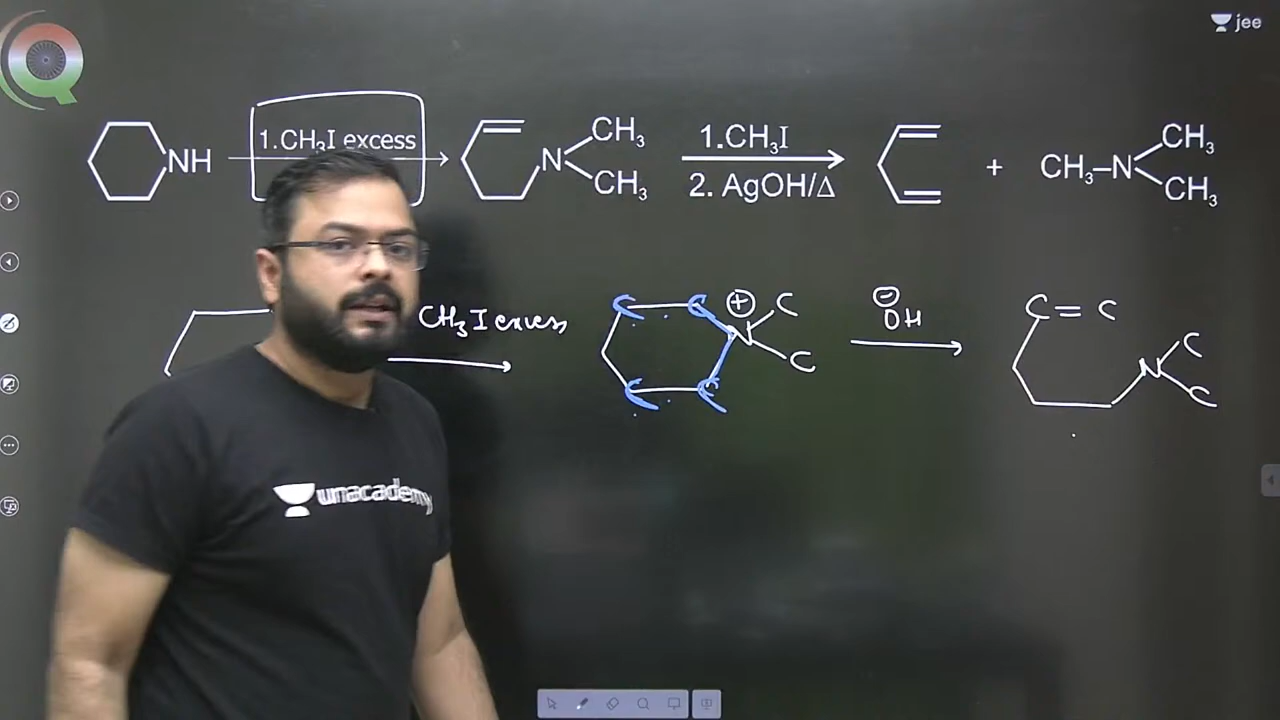 jee
1.CH₃I excess
NH
N
CH₃
CH₃
1.CH₃I
2. AgOH/Δ
+
CH₃–N
CH₃
CH₃
CH₃I excess
C
C
C
C
⊕
N
C
C
⊖
OH
C = C
N
C
C
unacademy